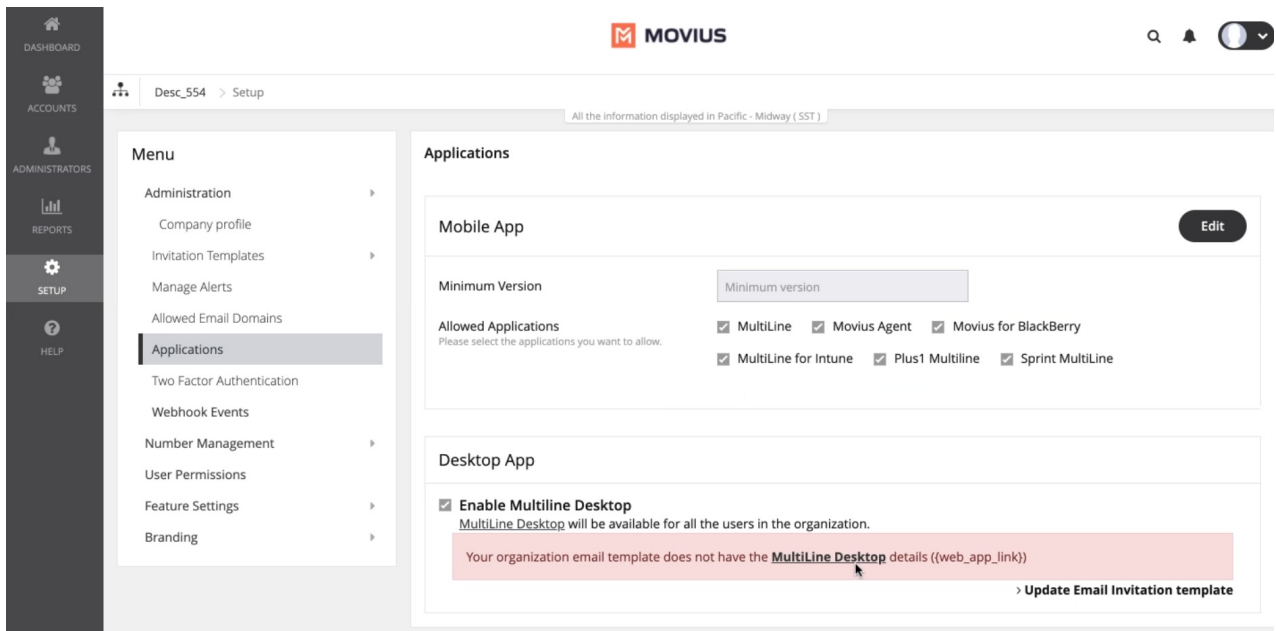 MOVIUS
DASHBOARD
ACCOUNTS
ADMINISTRATORS
REPORTS
SETUP
HELP
Desc_554 > Setup
All the information displayed in Pacific - Midway ( SST )
Menu
Administration
Company profile
Invitation Templates
Manage Alerts
Allowed Email Domains
Applications
Two Factor Authentication
Webhook Events
Number Management
User Permissions
Feature Settings
Branding
Applications
Mobile App
Edit
Minimum Version
Minimum version
Allowed Applications
Please select the applications you want to allow.
MultiLine Movius Agent Movius for BlackBerry
MultiLine for Intune Plus1 Multiline Sprint MultiLine
Desktop App
Enable Multiline Desktop
MultiLine Desktop will be available for all the users in the organization.
Your organization email template does not have the MultiLine Desktop details ({web_app_link})
> Update Email Invitation template